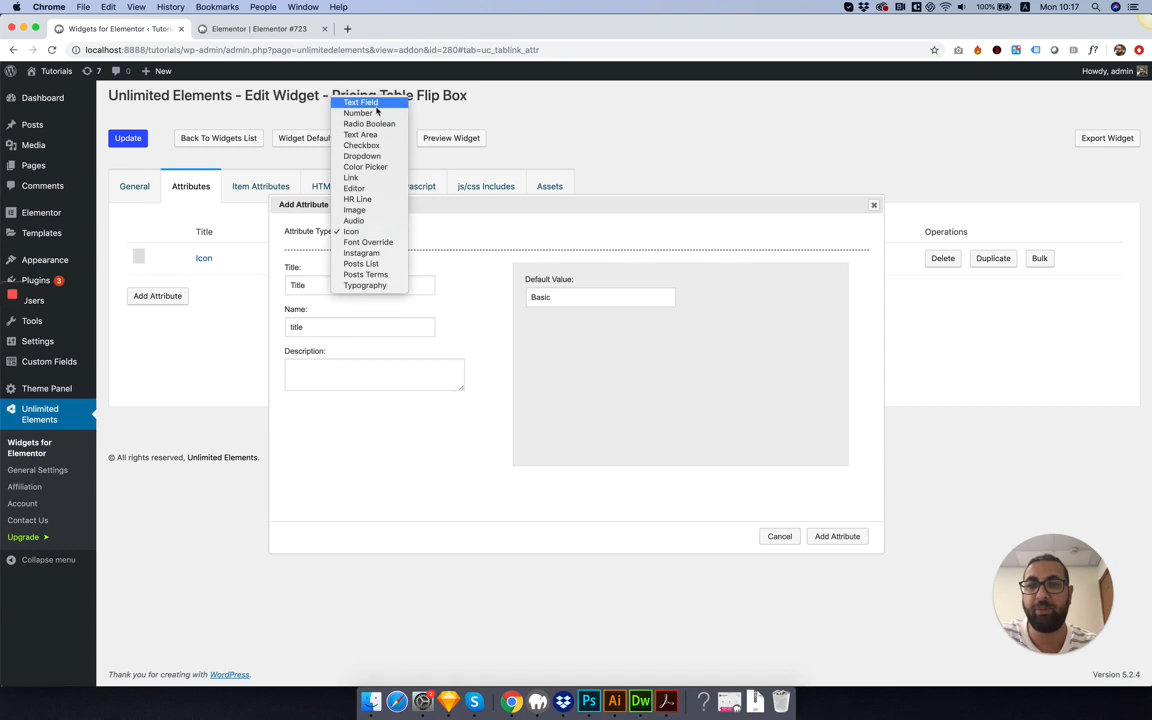 Chrome File Edit View History Bookmarks People Window Help 100% Mon 10:17
Widgets for Elementor ‹ Tutori Elementor | Elementor #723
localhost:8888/tutorials/wp-admin/admin.php?page=unlimitedelements&view=addon&id=280#tab=uc_tablink_attr f?
Tutorials 7 0 New Howdy, admin
Dashboard
Posts
Media
Pages
Comments
Elementor
Templates
Appearance
Plugins 3
Jsers
Tools
Settings
Custom Fields
Theme Panel
Unlimited
Elements
Widgets for
Elementor
General Settings
Affiliation
Account
Contact Us
Upgrade ➤
Collapse menu
Unlimited Elements - Edit Widget - Pricing Table Flip Box
Update Back To Widgets List Widget Defau Preview Widget Export Widget
General Attributes Item Attributes HTM ascript js/css Includes Assets
Title Operations
Icon Delete Duplicate Bulk
Add Attribute
Add Attribute
Attribute Type
Text Field
Number
Radio Boolean
Text Area
Checkbox
Dropdown
Color Picker
Link
Editor
HR Line
Image
Audio
✓ Icon
Font Override
Instagram
Posts List
Posts Terms
Typography
Title:
Title
Name:
title
Description:
Default Value:
Basic
Cancel Add Attribute
© All rights reserved, Unlimited Elements.
Thank you for creating with WordPress. Version 5.2.4
Ps Ai Dw